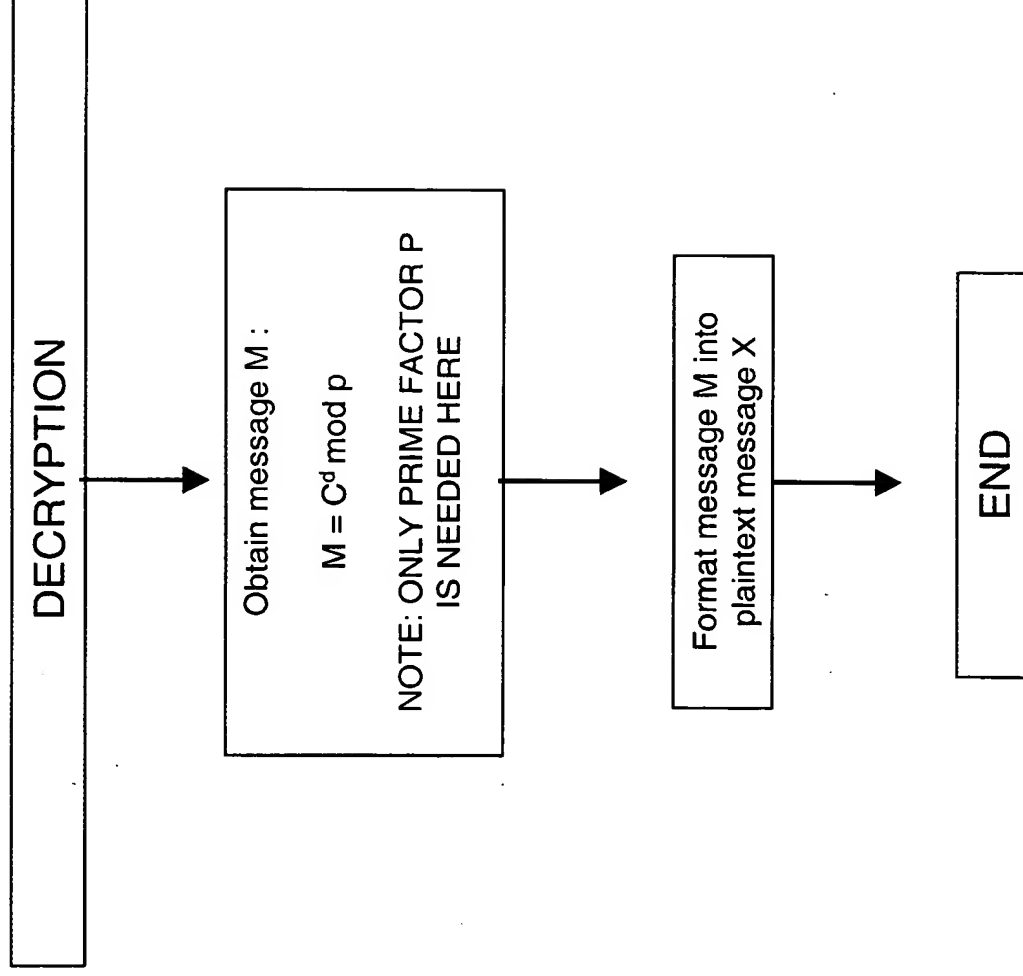 DECRYPTION
Obtain message M :
M = C^d mod p
NOTE: ONLY PRIME FACTOR P
IS NEEDED HERE
Format message M into
plaintext message X
END